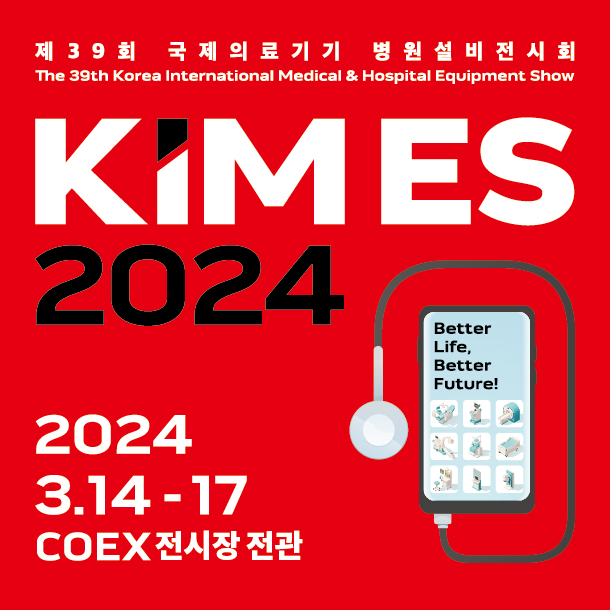 제39회 국제의료기기 병원설비전시회
The 39th Korea International Medical & Hospital Equipment Show
KIMES
2024
Better
Life,
Better
Future!
2024
3.14 - 17
COEX 전시장 전관